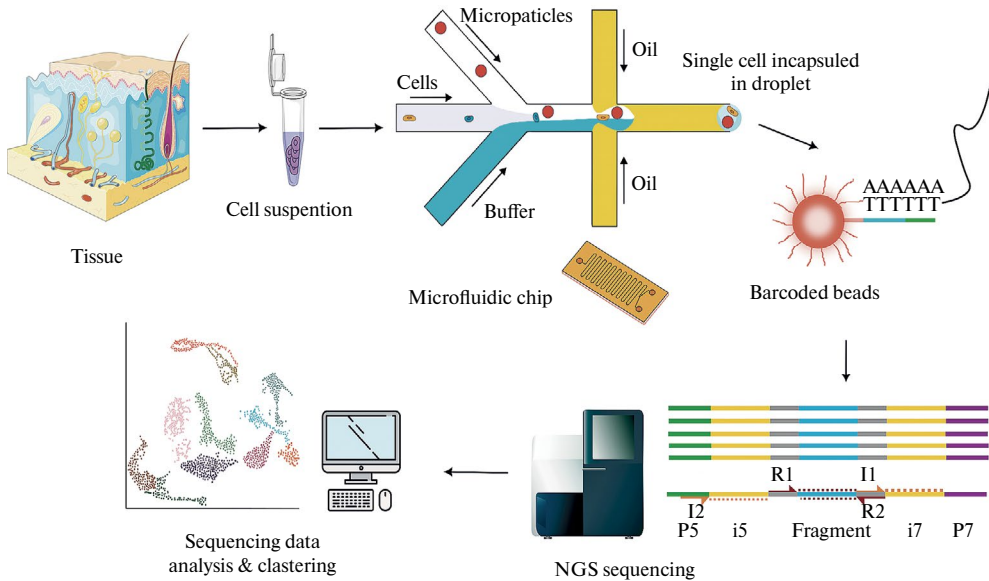 Micropaticles
Oil
Single cell incapsuled
in droplet
Cells
AAAAAA
TTTTTT
Cell suspention
Buffer
Oil
Tissue
Microfluidic chip
Barcoded beads
R1
I1
I2
R2
P5
i5
Fragment
i7
P7
Sequencing data
analysis & clastering
NGS sequencing